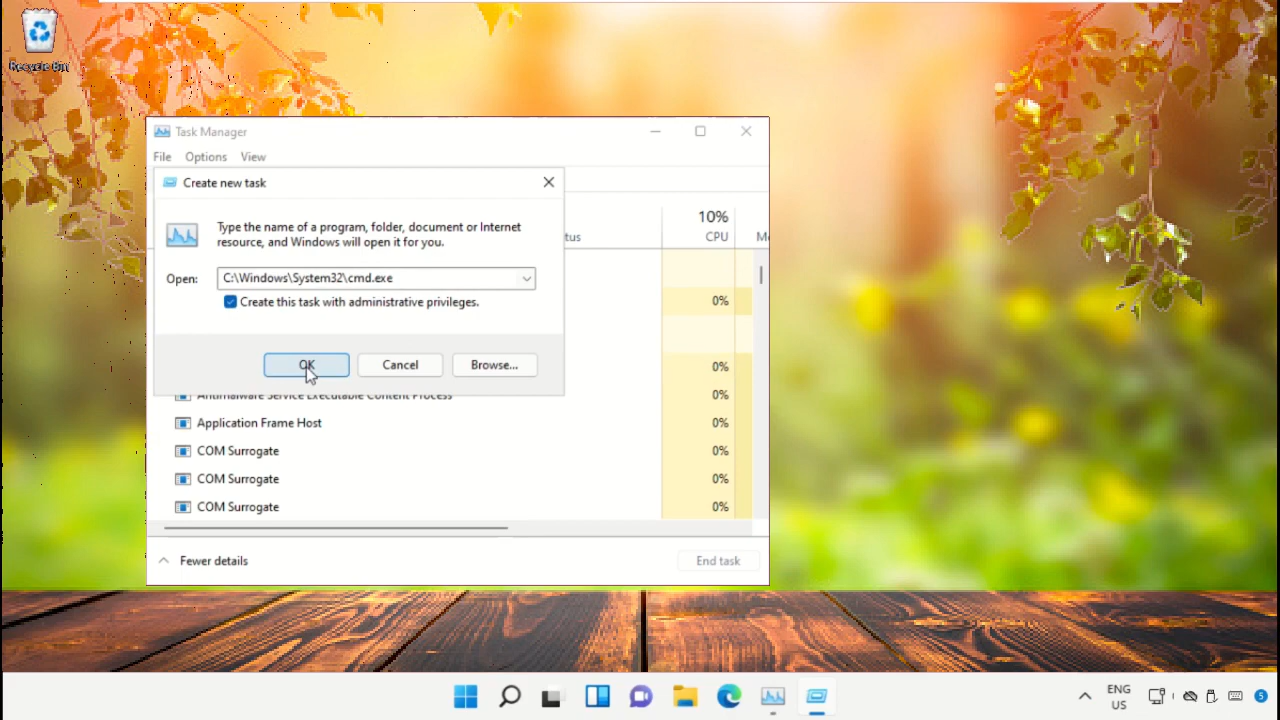 Recycle Bin
Task Manager
File Options View
Create new task
Type the name of a program, folder, document or Internet
resource, and Windows will open it for you.
Open: C:\Windows\System32\cmd.exe
Create this task with administrative privileges.
OK Cancel Browse...
tus
10%
CPU
Me
0%
0%
Antimalware Service Executable Content Process 0%
Application Frame Host 0%
COM Surrogate 0%
COM Surrogate 0%
COM Surrogate 0%
Fewer details End task
ENG
US
5